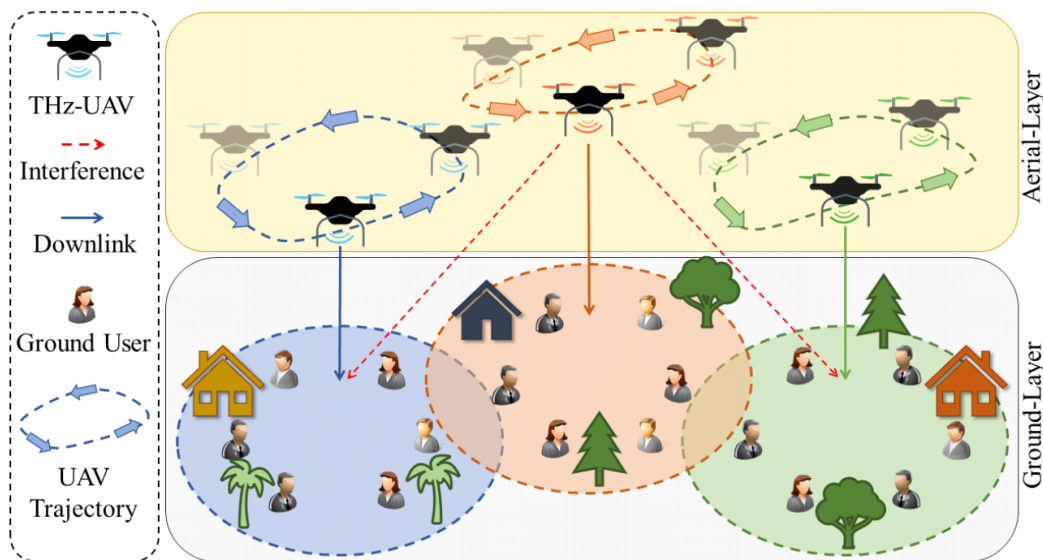 THz-UAV
Interference
Downlink
Ground User
UAV
Trajectory
Aerial-Layer
Ground-Layer